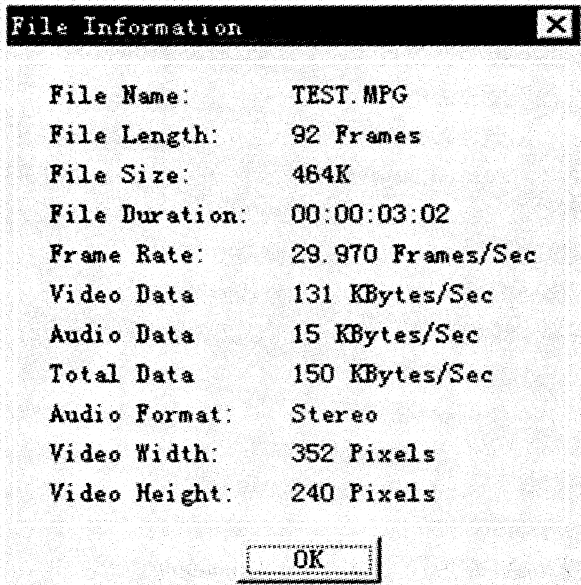 File Information
File Name: TEST.MPG
File Length: 92 Frames
File Size: 464K
File Duration: 00:00:03:02
Frame Rate: 29.970 Frames/Sec
Video Data 131 KBytes/Sec
Audio Data 15 KBytes/Sec
Total Data 150 KBytes/Sec
Audio Format: Stereo
Video Width: 352 Pixels
Video Height: 240 Pixels
OK